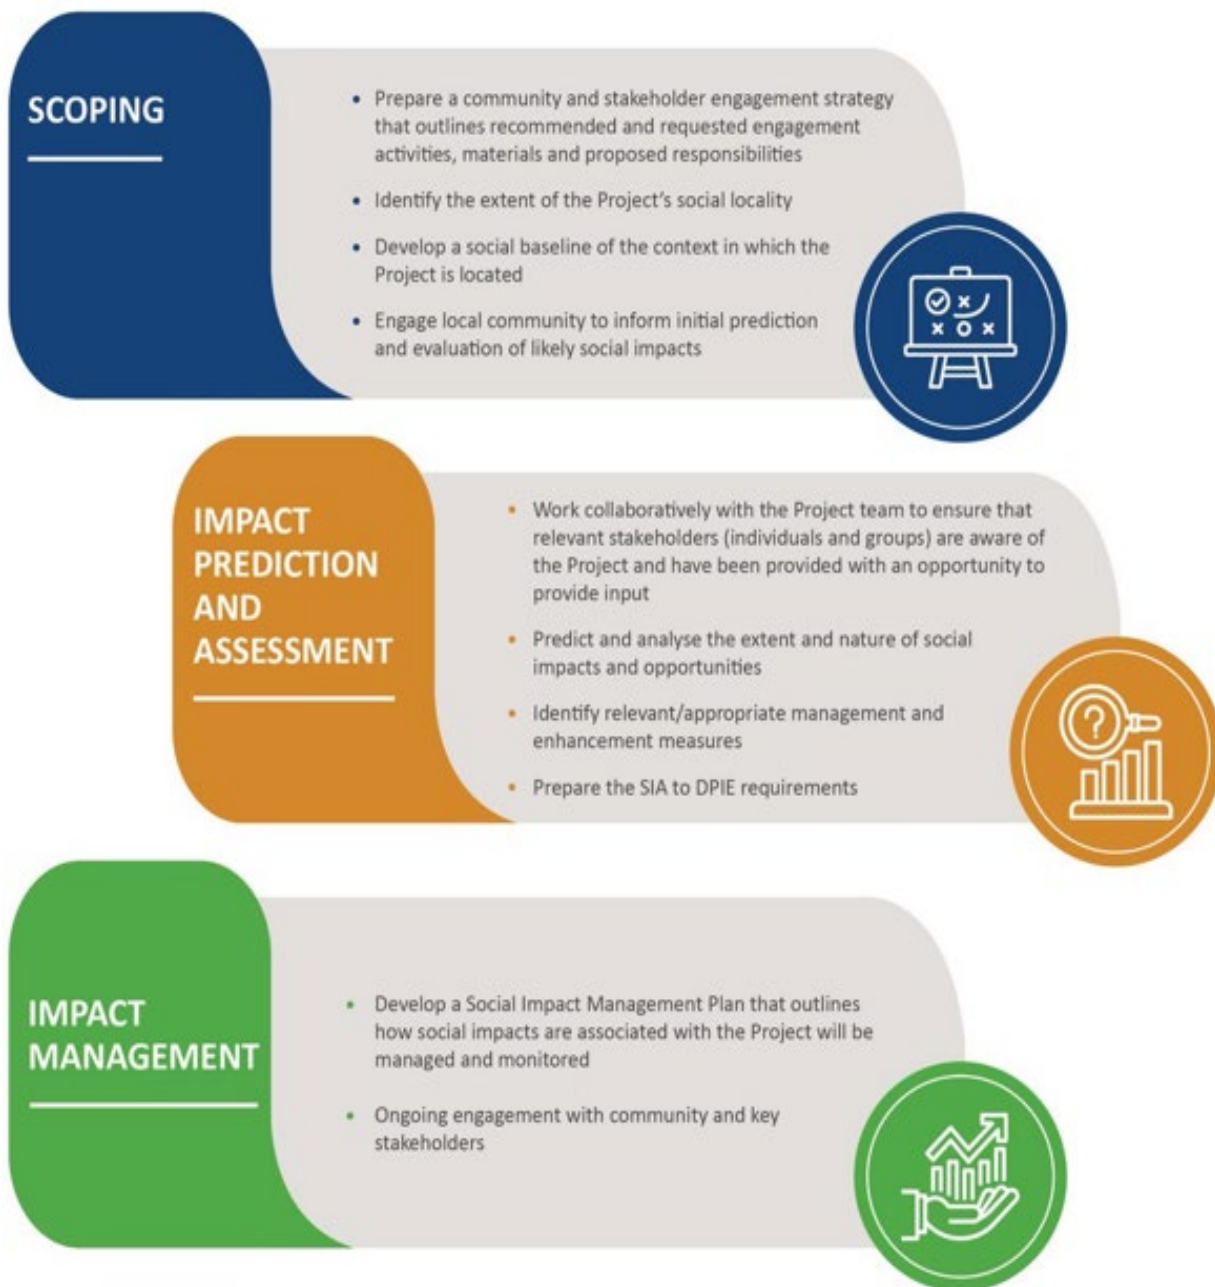 SCOPING
• Prepare a community and stakeholder engagement strategy
that outlines recommended and requested engagement
activities, materials and proposed responsibilities
• Identify the extent of the Project's social locality
• Develop a social baseline of the context in which the
Project is located
• Engage local community to inform initial prediction
and evaluation of likely social impacts
IMPACT
PREDICTION
AND
ASSESSMENT
• Work collaboratively with the Project team to ensure that
relevant stakeholders (individuals and groups) are aware of
the Project and have been provided with an opportunity to
provide input
• Predict and analyse the extent and nature of social
impacts and opportunities
• Identify relevant/appropriate management and
enhancement measures
• Prepare the SIA to DPIE requirements
?
IMPACT
MANAGEMENT
• Develop a Social Impact Management Plan that outlines
how social impacts are associated with the Project will be
managed and monitored
• Ongoing engagement with community and key
stakeholders